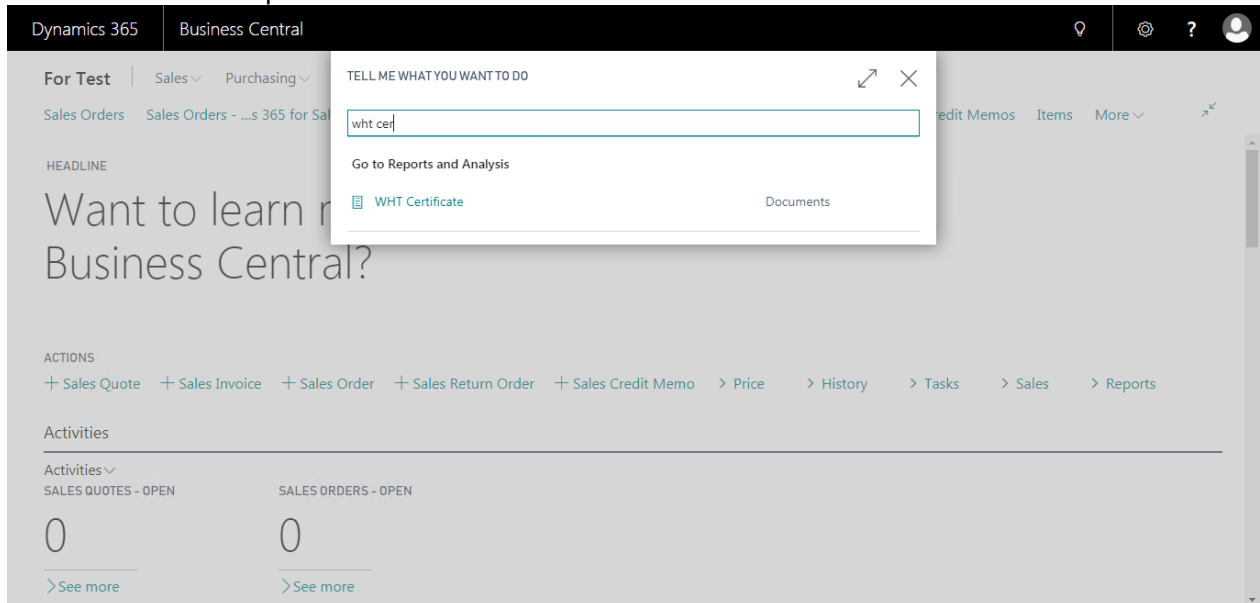 Dynamics 365 Business Central ?
For Test Sales Purchasing
Sales Orders Sales Orders - ...s 365 for Sal
redit Memos Items More
TELL ME WHAT YOU WANT TO DO
wht cer
Go to Reports and Analysis
WHT Certificate Documents
HEADLINE
Want to learn
Business Central?
ACTIONS
+ Sales Quote + Sales Invoice + Sales Order + Sales Return Order + Sales Credit Memo > Price > History > Tasks > Sales > Reports
Activities
Activities
SALES QUOTES - OPEN SALES ORDERS - OPEN
0 0
>See more >See more